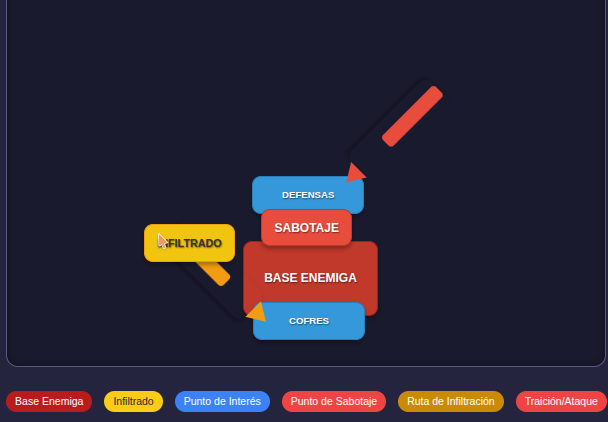 DEFENSAS
SABOTAJE
INFILTRADO
BASE ENEMIGA
COFRES
Base Enemiga
Infiltrado
Punto de Interés
Punto de Sabotaje
Ruta de Infiltración
Traición/Ataque